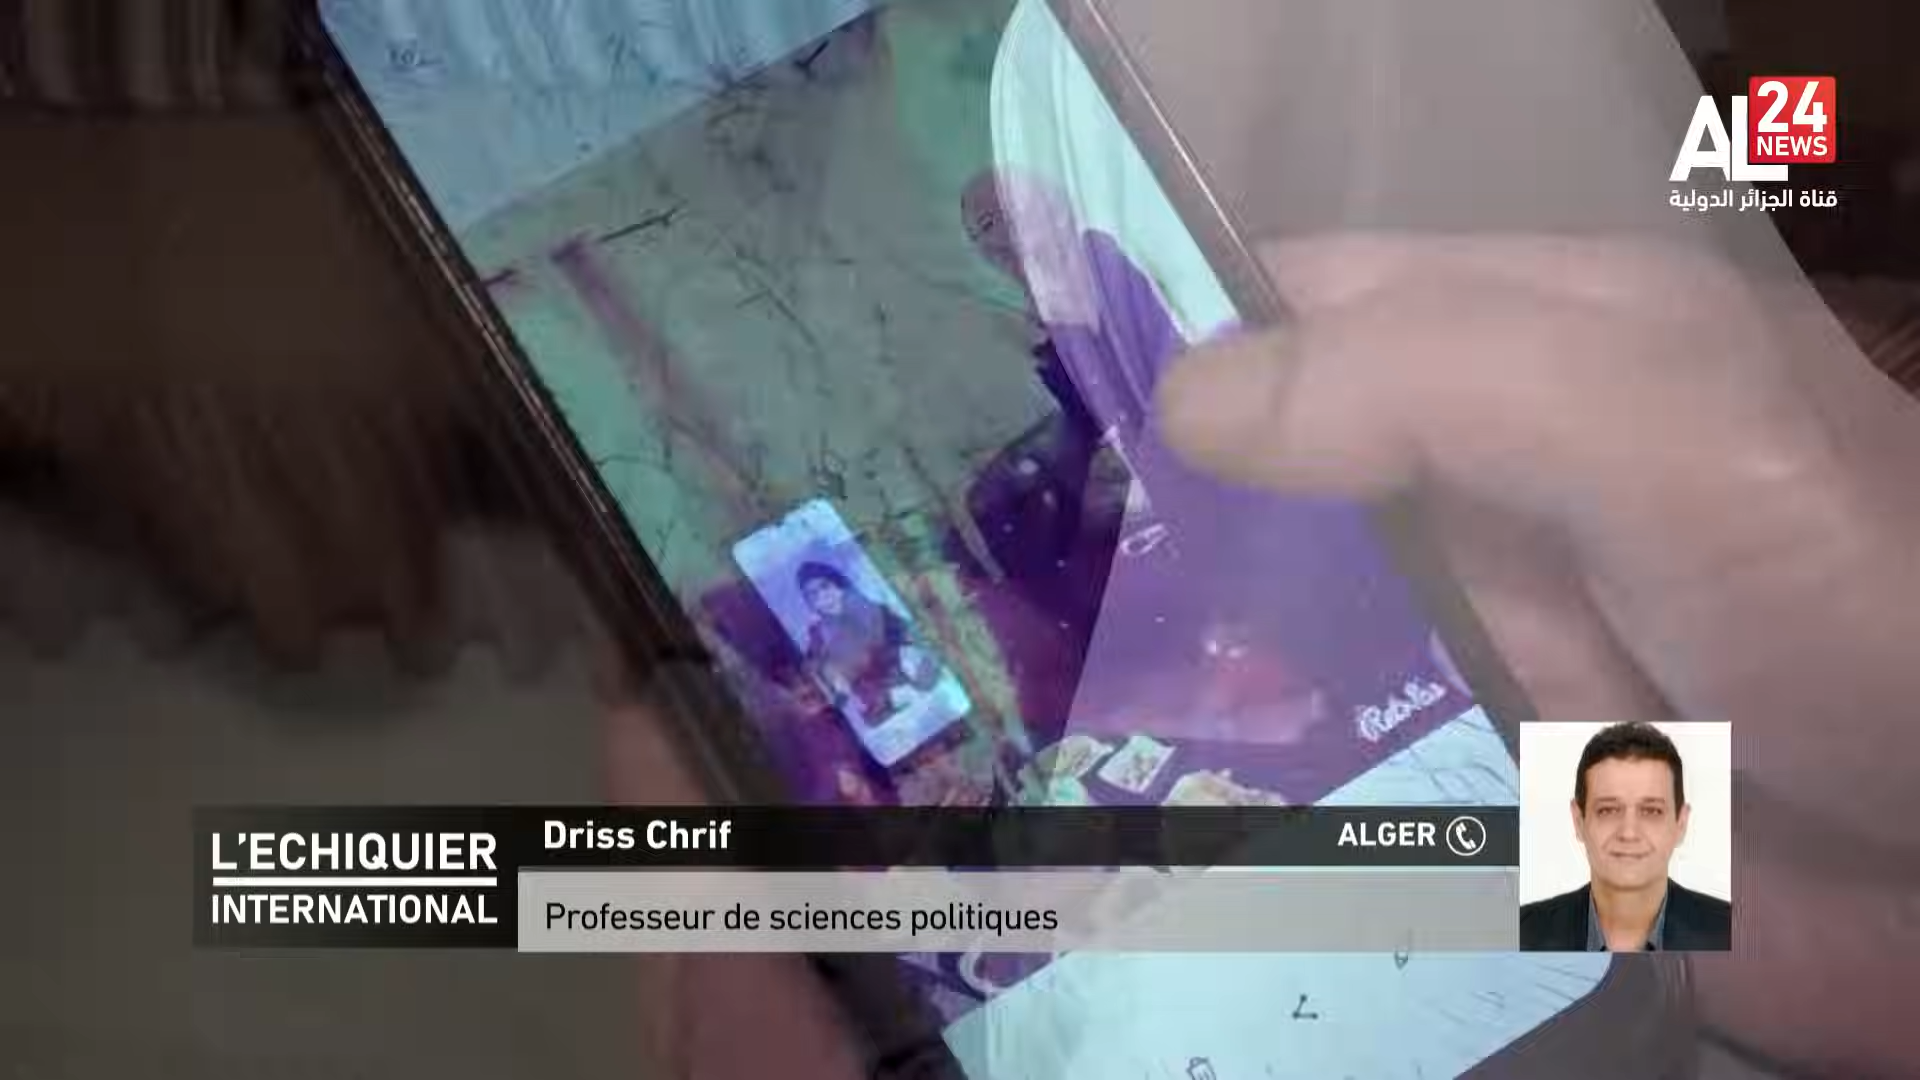 AL
24
NEWS
قناة الجزائر الدولية
L'ECHIQUIER
INTERNATIONAL
Driss Chrif
ALGER
Professeur de sciences politiques